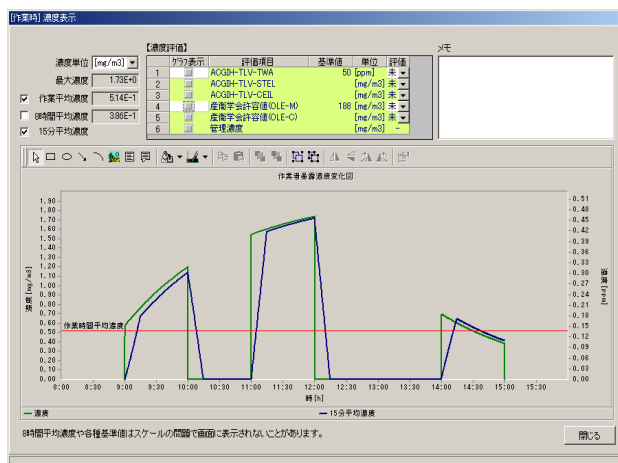 [作業時] 濃度表示
濃度単位 [mg/m3]
最大濃度 1.73E+0
作業平均濃度 5.14E-1
8時間平均濃度 3.86E-1
15分平均濃度
【濃度評価】
グラフ表示 評価項目 基準値 単位 評価
1 ACGIH-TLV-TWA 50 [ppm] 未
2 ACGIH-TLV-STEL [mg/m3] 未
3 ACGIH-TLV-CEIL [mg/m3] 未
4 産衛学会許容値(OLE-M) 188 [mg/m3] 未
5 産衛学会許容値(OLE-C) [mg/m3] 未
6 管理濃度 [mg/m3] -
メモ
作業者暴露濃度変化図
濃度 [mg/m3]
1.90
1.80
1.70
1.60
1.50
1.40
1.30
1.20
1.10
1.00
0.90
0.80
0.70
0.60
0.50
0.40
0.30
0.20
0.10
0.00
作業時間平均濃度
0.51
0.48
0.45
0.42
0.39
0.36
0.33
0.30
0.27
0.24
0.21
0.18
0.15
0.12
0.09
0.06
0.03
0.00
濃度 [ppm]
8:00 8:30 9:00 9:30 10:00 10:30 11:00 11:30 12:00 12:30 13:00 13:30 14:00 14:30 15:00 15:30
時 [h]
濃度 15分平均濃度
8時間平均濃度や各種基準値はスケールの問題で画面に表示されないことがあります。
閉じる